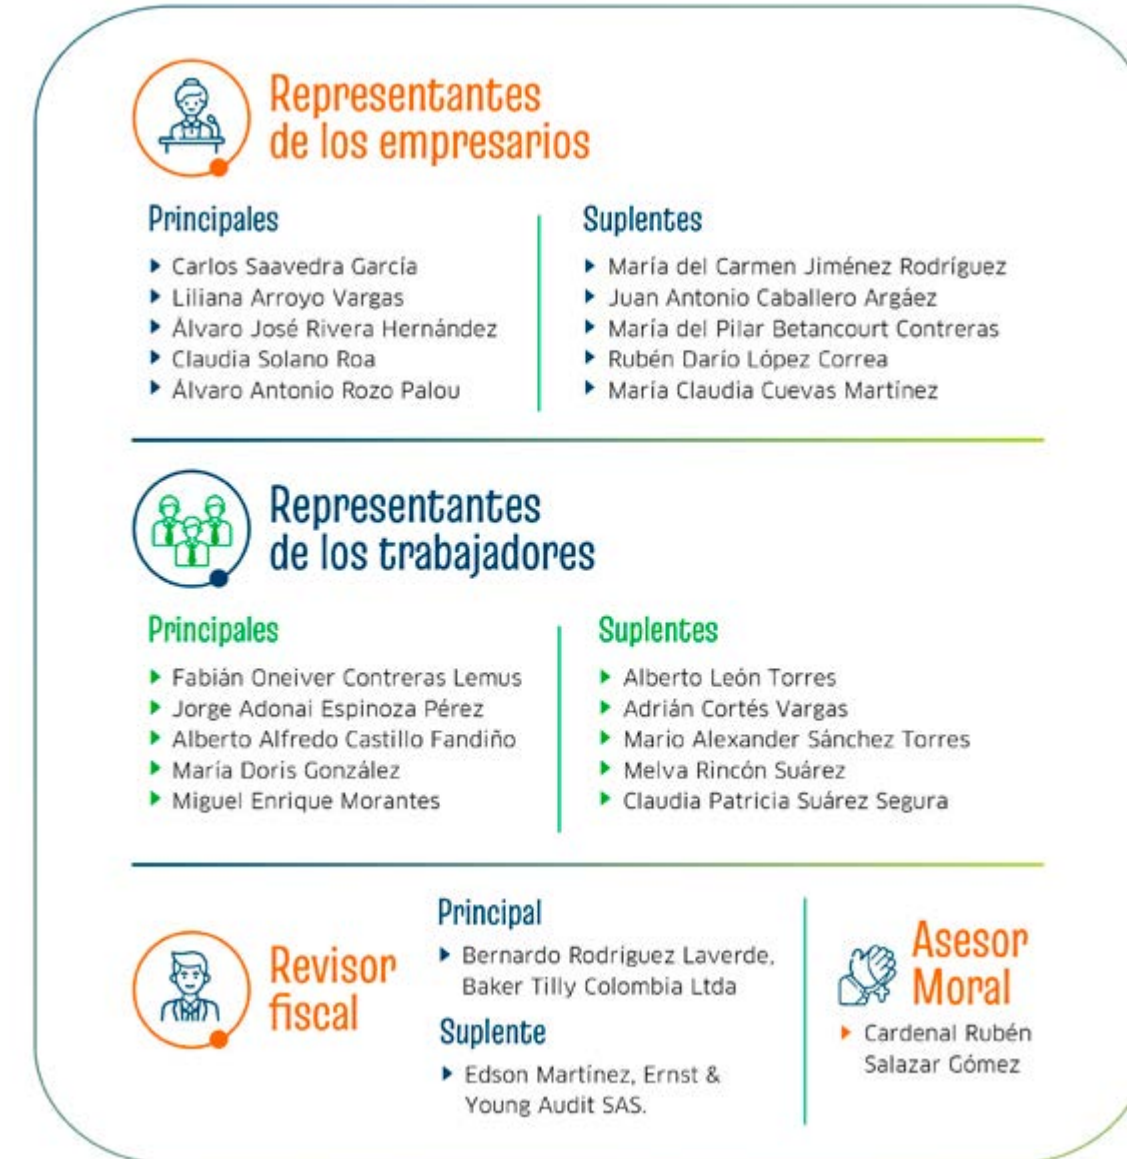 Representantes
de los empresarios
Principales
Carlos Saavedra García
Liliana Arroyo Vargas
Álvaro José Rivera Hernández
Claudia Solano Roa
Álvaro Antonio Rozo Palou
Suplentes
María del Carmen Jiménez Rodríguez
Juan Antonio Caballero Argáez
María del Pilar Betancourt Contreras
Rubén Darío López Correa
María Claudia Cuevas Martínez
Representantes
de los trabajadores
Principales
Fabián Oneiver Contreras Lemus
Jorge Adonai Espinoza Pérez
Alberto Alfredo Castillo Fandiño
María Doris González
Miguel Enrique Morantes
Suplentes
Alberto León Torres
Adrián Cortés Vargas
Mario Alexander Sánchez Torres
Melva Rincón Suárez
Claudia Patricia Suárez Segura
Revisor
fiscal
Principal
Bernardo Rodriguez Laverde,
Baker Tilly Colombia Ltda
Suplente
Edson Martínez, Ernst &
Young Audit SAS.
Asesor
Moral
Cardenal Rubén
Salazar Gómez